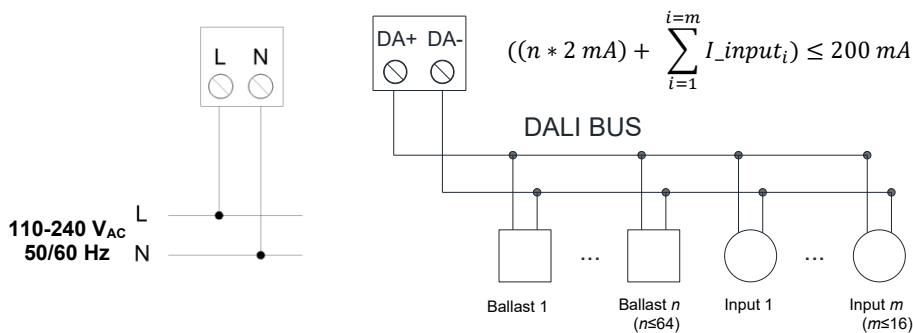 L N
110-240 VAC
50/60 Hz
L
N
DA+ DA-
((n * 2 mA) + ∑_{i=1}^{i=m} I_input_i) ≤ 200 mA
DALI BUS
...
...
Ballast 1
Ballast n
(n≤64)
Input 1
Input m
(m≤16)